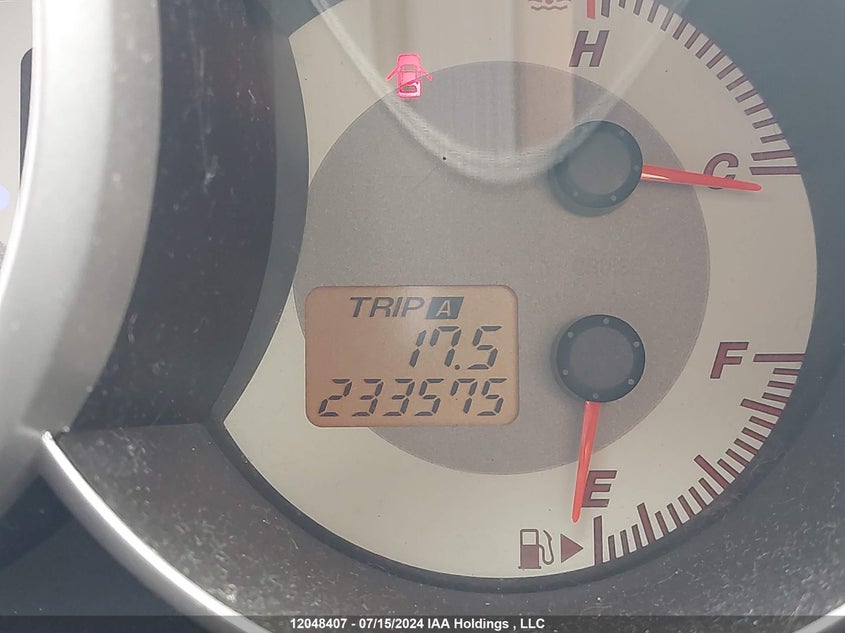 H
C
TRIP A
17.5
233575
F
E
12048407 - 07/15/2024 IAA Holdings , LLC